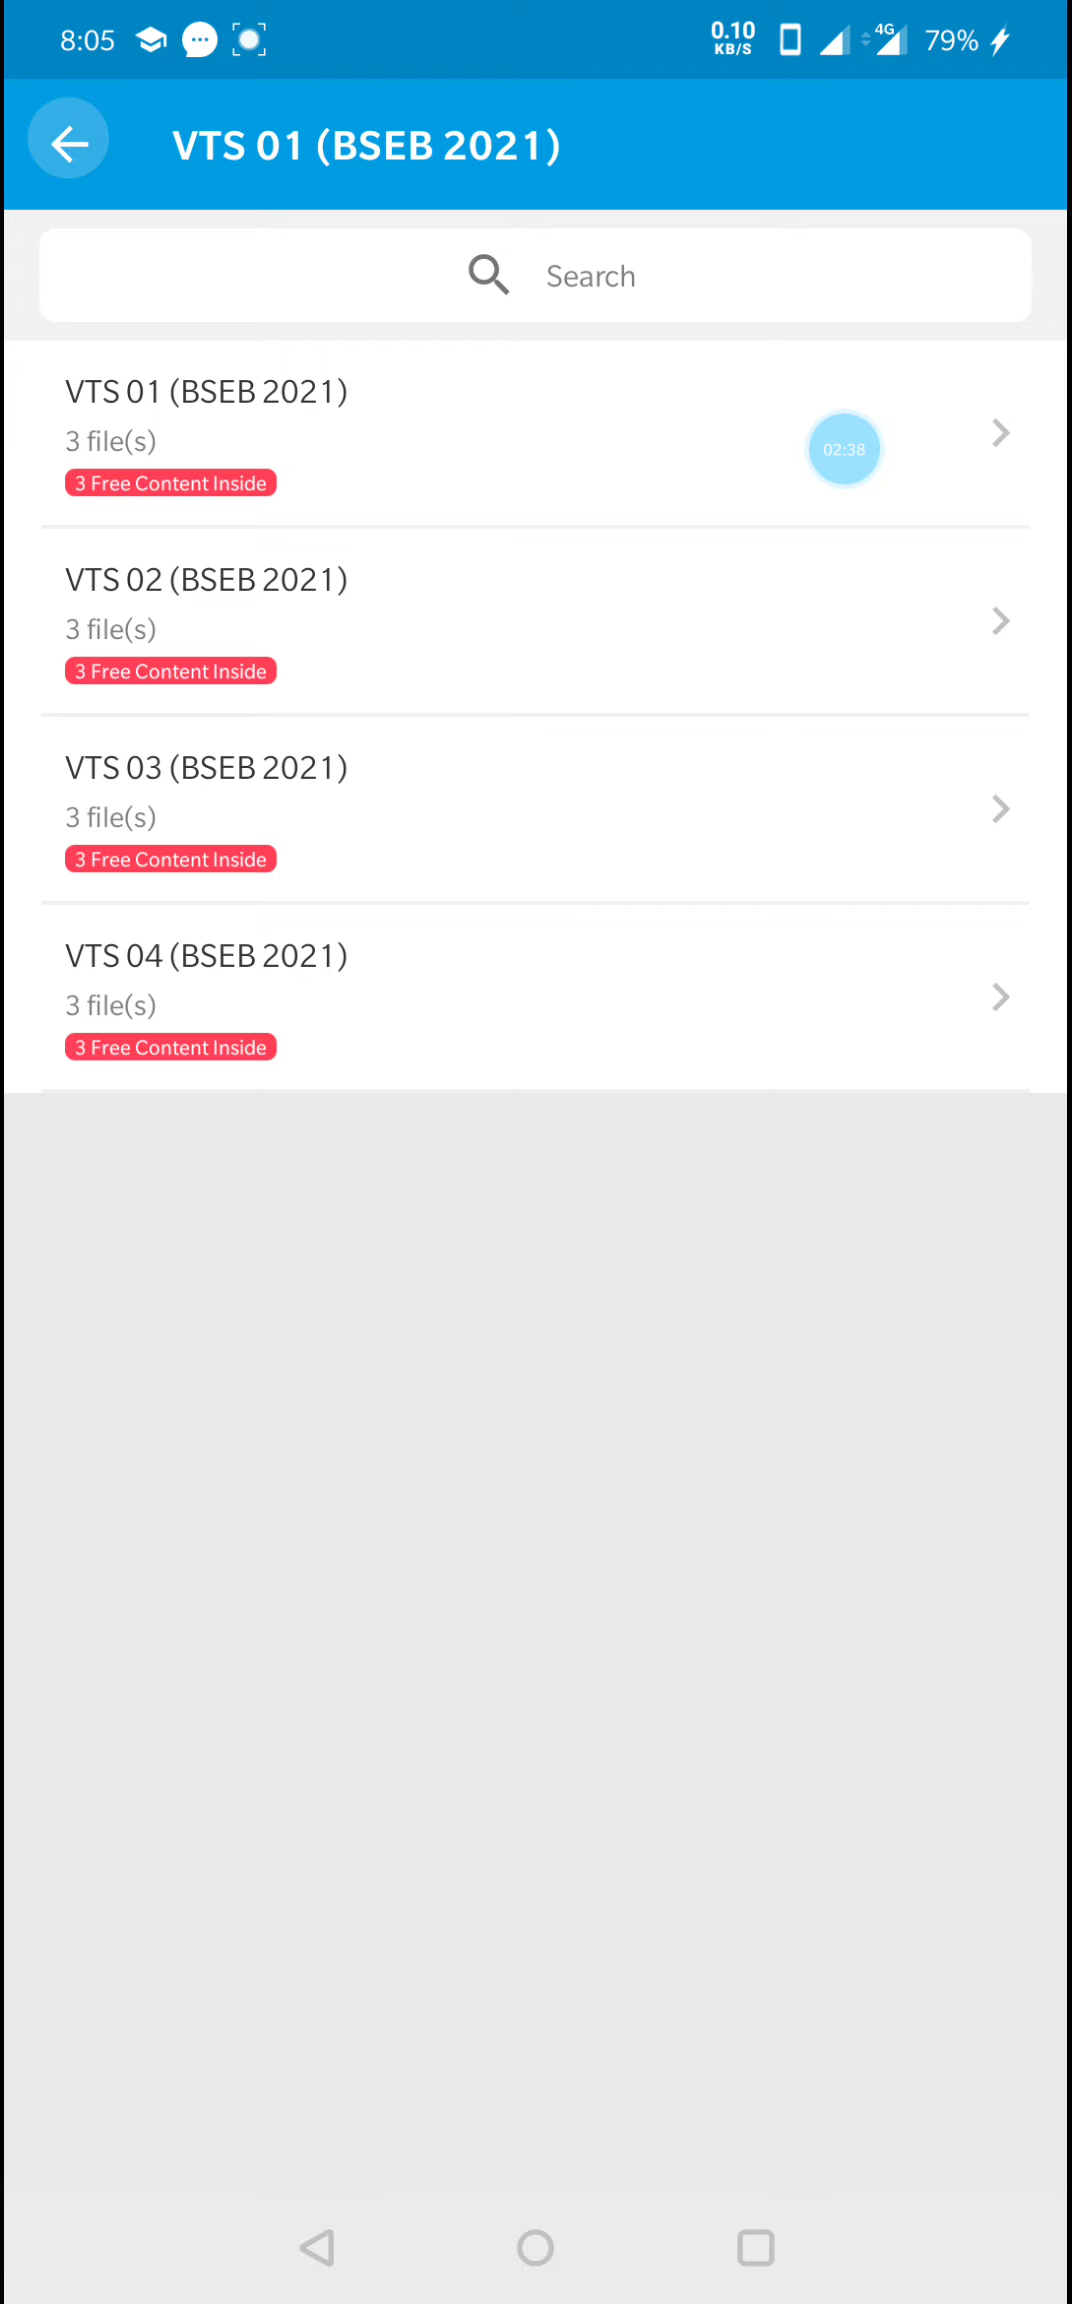 8:05 0.10 KB/S 4G 79%
VTS 01 (BSEB 2021)
Search
VTS 01 (BSEB 2021)
3 file(s)
02:38
3 Free Content Inside
VTS 02 (BSEB 2021)
3 file(s)
3 Free Content Inside
VTS 03 (BSEB 2021)
3 file(s)
3 Free Content Inside
VTS 04 (BSEB 2021)
3 file(s)
3 Free Content Inside